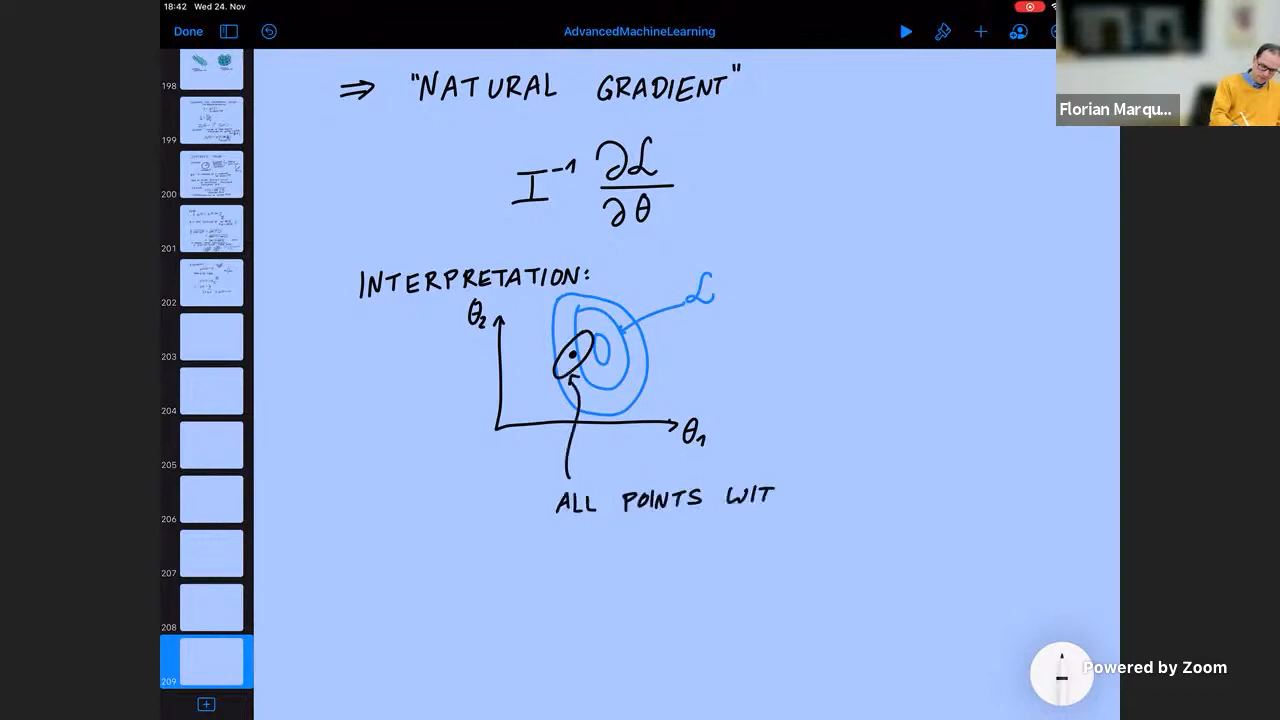 18:42 Wed 24. Nov
Done
AdvancedMachineLearning
Florian Marqu...
198
199
200
201
202
203
204
205
206
207
208
209
⇒ "NATURAL GRADIENT"
I⁻¹ ∂ℒ/∂θ
INTERPRETATION:
ℒ
θ₂
θ₁
ALL POINTS WIT
Powered by Zoom